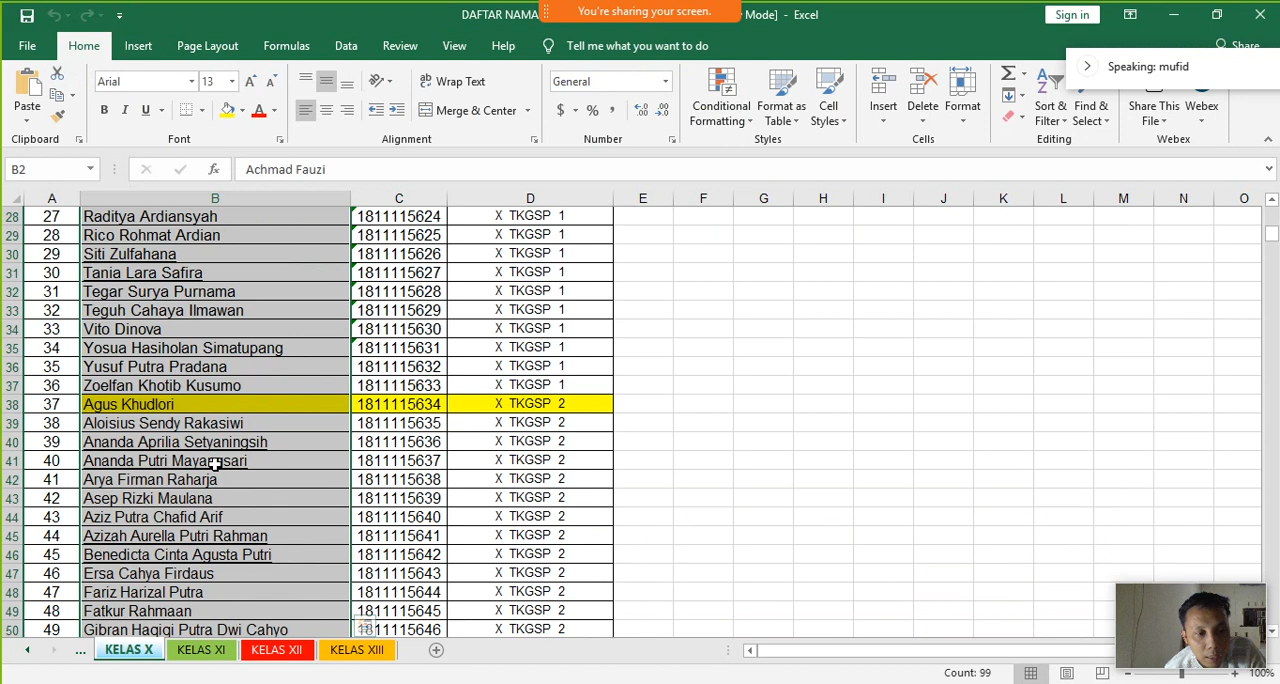 DAFTAR NAMA
You're sharing your screen.
Mode] - Excel
Sign in
File Home Insert Page Layout Formulas Data Review View Help Tell me what you want to do
Share
Speaking: mufid
Paste
Clipboard
Arial 13
B I U A
Font
Wrap Text
Merge & Center
Alignment
General
$ % ,
Number
Conditional Formatting
Format as Table
Cell Styles
Styles
Insert Delete Format
Cells
Sort & Filter
Find & Select
Editing
Share This File
Webex
Webex
B2 fx Achmad Fauzi
A B C D E F G H I J K L M N O
28 27 Raditya Ardiansyah 1811115624 X TKGSP 1
29 28 Rico Rohmat Ardian 1811115625 X TKGSP 1
30 29 Siti Zulfahana 1811115626 X TKGSP 1
31 30 Tania Lara Safira 1811115627 X TKGSP 1
32 31 Tegar Surya Purnama 1811115628 X TKGSP 1
33 32 Teguh Cahaya Ilmawan 1811115629 X TKGSP 1
34 33 Vito Dinova 1811115630 X TKGSP 1
35 34 Yosua Hasiholan Simatupang 1811115631 X TKGSP 1
36 35 Yusuf Putra Pradana 1811115632 X TKGSP 1
37 36 Zoelfan Khotib Kusumo 1811115633 X TKGSP 1
38 37 Agus Khudlori 1811115634 X TKGSP 2
39 38 Aloisius Sendy Rakasiwi 1811115635 X TKGSP 2
40 39 Ananda Aprilia Setyaningsih 1811115636 X TKGSP 2
41 40 Ananda Putri 1811115637 X TKGSP 2
42 41 Arya Firman Raharja 1811115638 X TKGSP 2
43 42 Asep Rizki Maulana 1811115639 X TKGSP 2
44 43 Aziz Putra Chafid Arif 1811115640 X TKGSP 2
45 44 Azizah Aurella Putri Rahman 1811115641 X TKGSP 2
46 45 Benedicta Cinta Agusta Putri 1811115642 X TKGSP 2
47 46 Ersa Cahya Firdaus 1811115643 X TKGSP 2
48 47 Fariz Harizal Putra 1811115644 X TKGSP 2
49 48 Fatkur Rahmaan 1811115645 X TKGSP 2
50 49 Gibran Haqiqi Putra Dwi Cahyo 1811115646 X TKGSP 2
... KELAS X KELAS XI KELAS XII KELAS XIII
Count: 99
100%